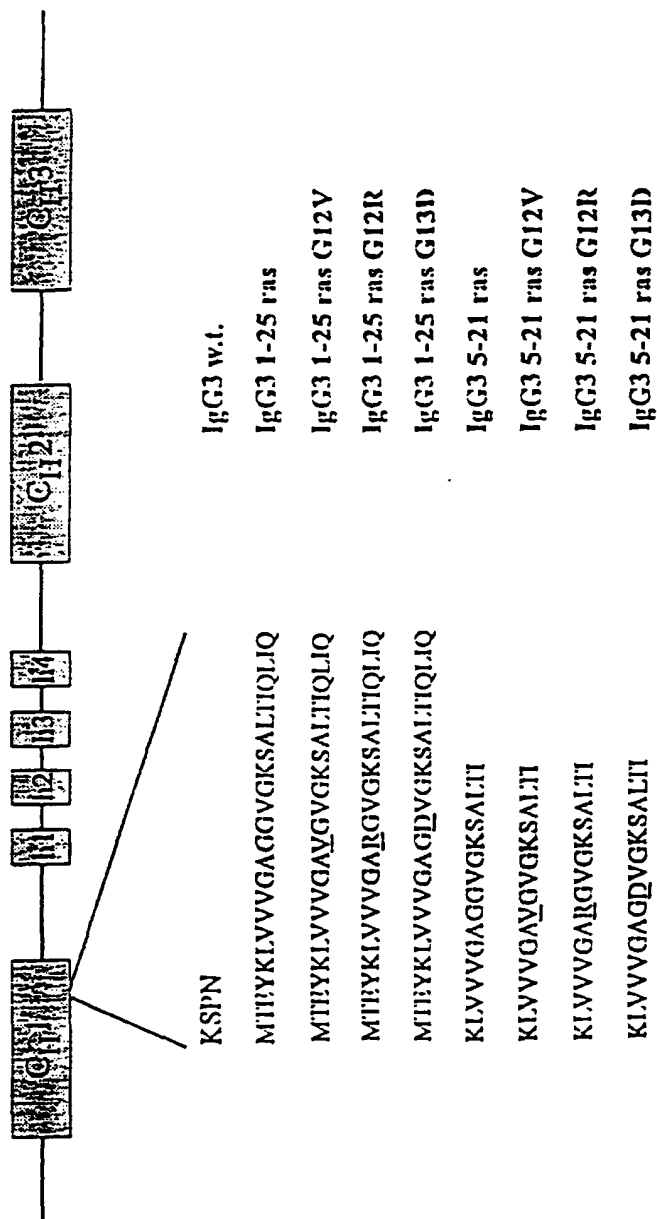 CH1 h1 h2 h3 h4 CH2 CH3
KSPN IgG3 w.t.
MTEYKLVVVGAGGVGKSALTIQLIQ IgG3 1-25 ras
MTEYKLVVVGAVGVGKSALTIQLIQ IgG3 1-25 ras G12V
MTEYKLVVVGARGVGKSALTIQLIQ IgG3 1-25 ras G12R
MTEYKLVVVGAGDVGKSALTIQLIQ IgG3 1-25 ras G13D
KLVVVGAGGVGKSALTI IgG3 5-21 ras
KLVVVGAVGVGKSALTI IgG3 5-21 ras G12V
KLVVVGARGVGKSALTI IgG3 5-21 ras G12R
KLVVVGAGDVGKSALTI IgG3 5-21 ras G13D